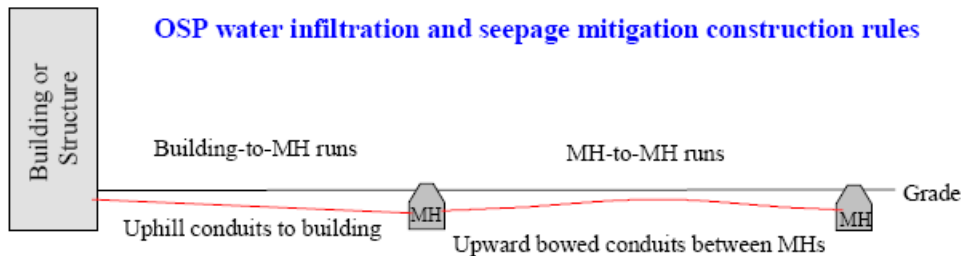 OSP water infiltration and seepage mitigation construction rules
Building or
Structure
Building-to-MH runs
MH-to-MH runs
Grade
MH
MH
Uphill conduits to building
Upward bowed conduits between MHs